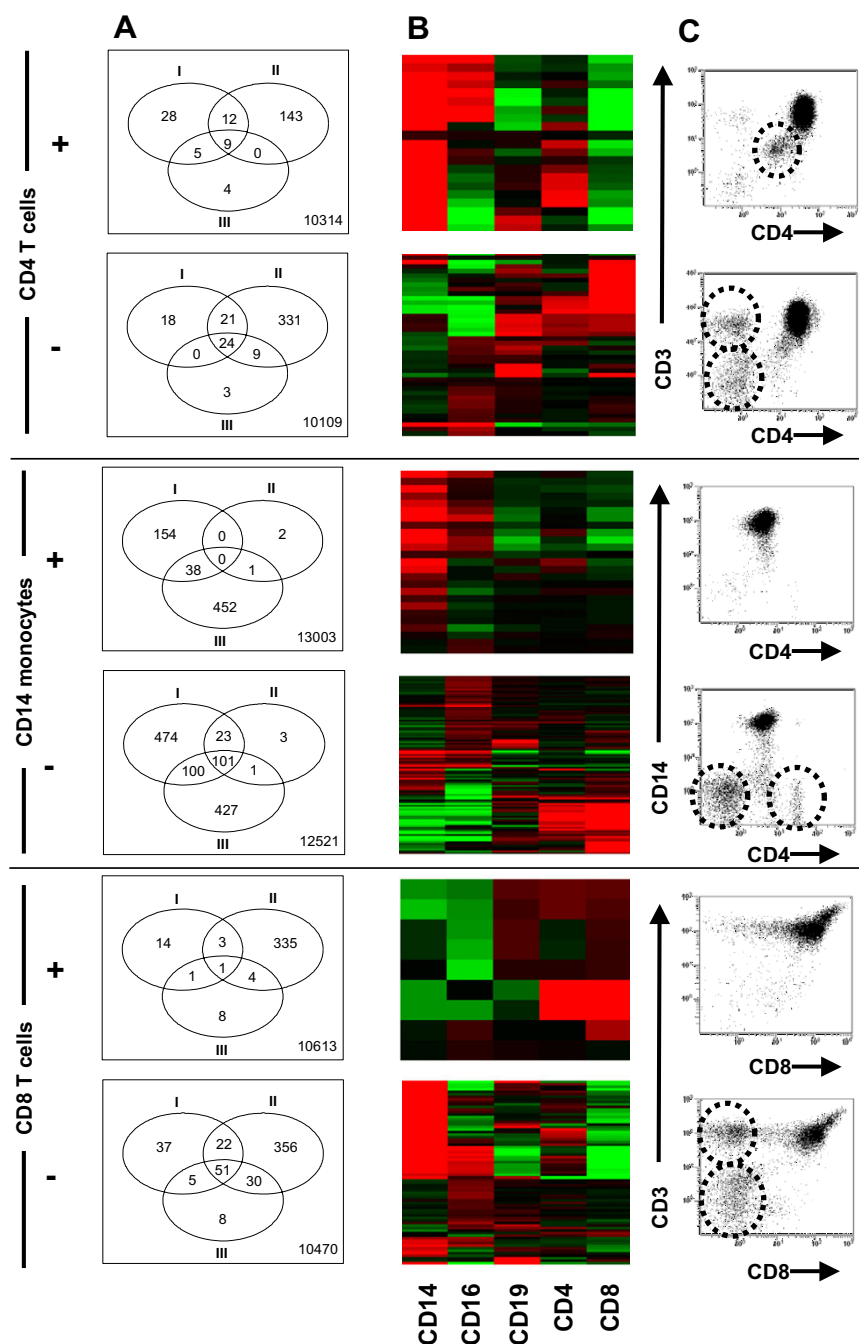 A
B
C
CD4 T cells
+
-
I
II
28
12
143
9
5
0
4
III
10314
I
II
18
21
331
24
0
9
3
III
10109
CD3
CD4
CD4
CD14 monocytes
+
-
I
II
154
0
2
0
38
1
452
III
13003
I
II
474
23
3
101
100
1
427
III
12521
CD14
CD4
CD4
CD8 T cells
+
-
I
II
14
3
335
1
1
4
8
III
10613
I
II
37
22
356
51
5
30
8
III
10470
CD3
CD8
CD8
CD14
CD16
CD19
CD4
CD8